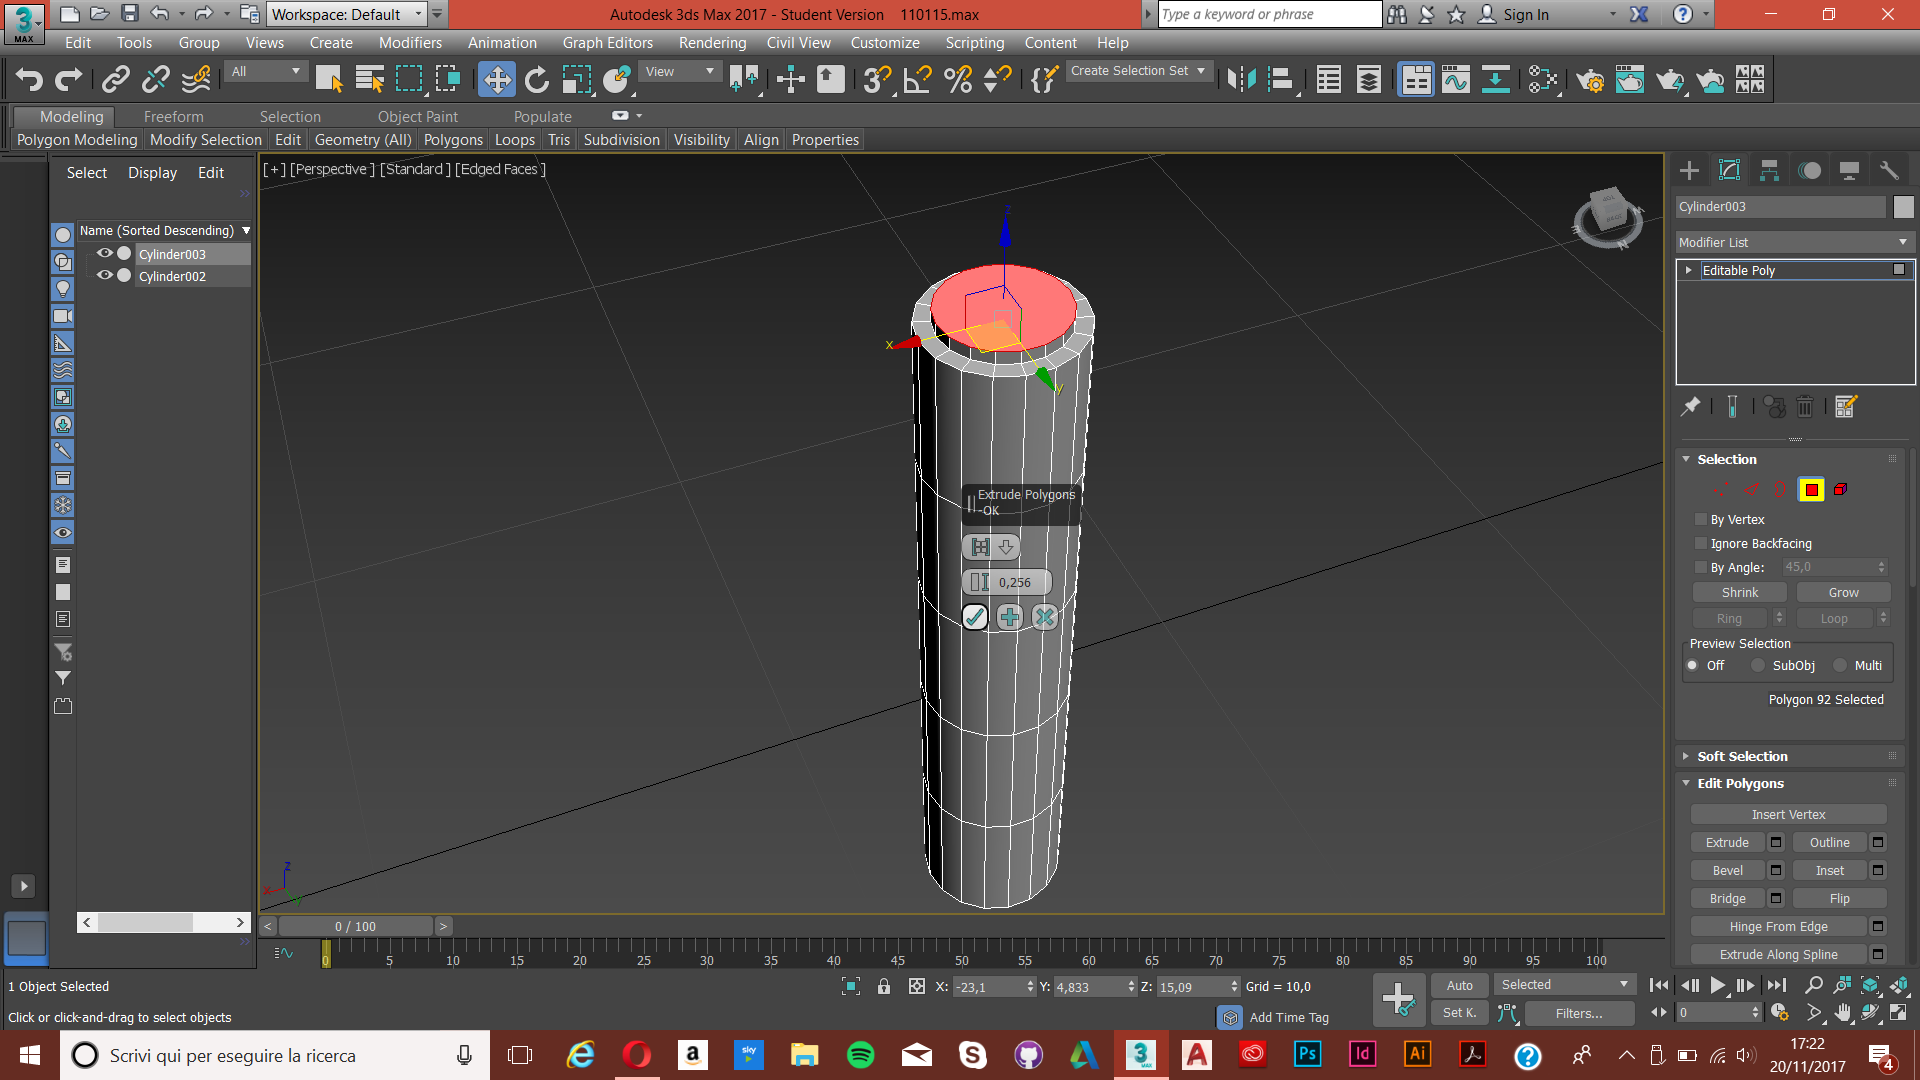 3
MAX
Workspace: Default
Autodesk 3ds Max 2017 - Student Version 110115.max
Type a keyword or phrase
Sign In
Edit Tools Group Views Create Modifiers Animation Graph Editors Rendering Civil View Customize Scripting Content Help
All
View
Create Selection Set
Modeling Freeform Selection Object Paint Populate
Polygon Modeling Modify Selection Edit Geometry (All) Polygons Loops Tris Subdivision Visibility Align Properties
Select Display Edit
Name (Sorted Descending)
Cylinder003
Cylinder002
[+] [Perspective] [Standard] [Edged Faces]
z
x
y
Extrude Polygons
-OK
0,256
z
x
y
Cylinder003
Modifier List
Editable Poly
Selection
By Vertex
Ignore Backfacing
By Angle: 45,0
Shrink Grow
Ring Loop
Preview Selection
Off SubObj Multi
Polygon 92 Selected
Soft Selection
Edit Polygons
Insert Vertex
Extrude Outline
Bevel Inset
Bridge Flip
Hinge From Edge
Extrude Along Spline
0 / 100
0 5 10 15 20 25 30 35 40 45 50 55 60 65 70 75 80 85 90 95 100
1 Object Selected
X: -23,1 Y: 4,833 Z: 15,09 Grid = 10,0
Auto Selected
Click or click-and-drag to select objects
Add Time Tag
Set K. Filters...
0
Scrivi qui per eseguire la ricerca
17:22
20/11/2017
4